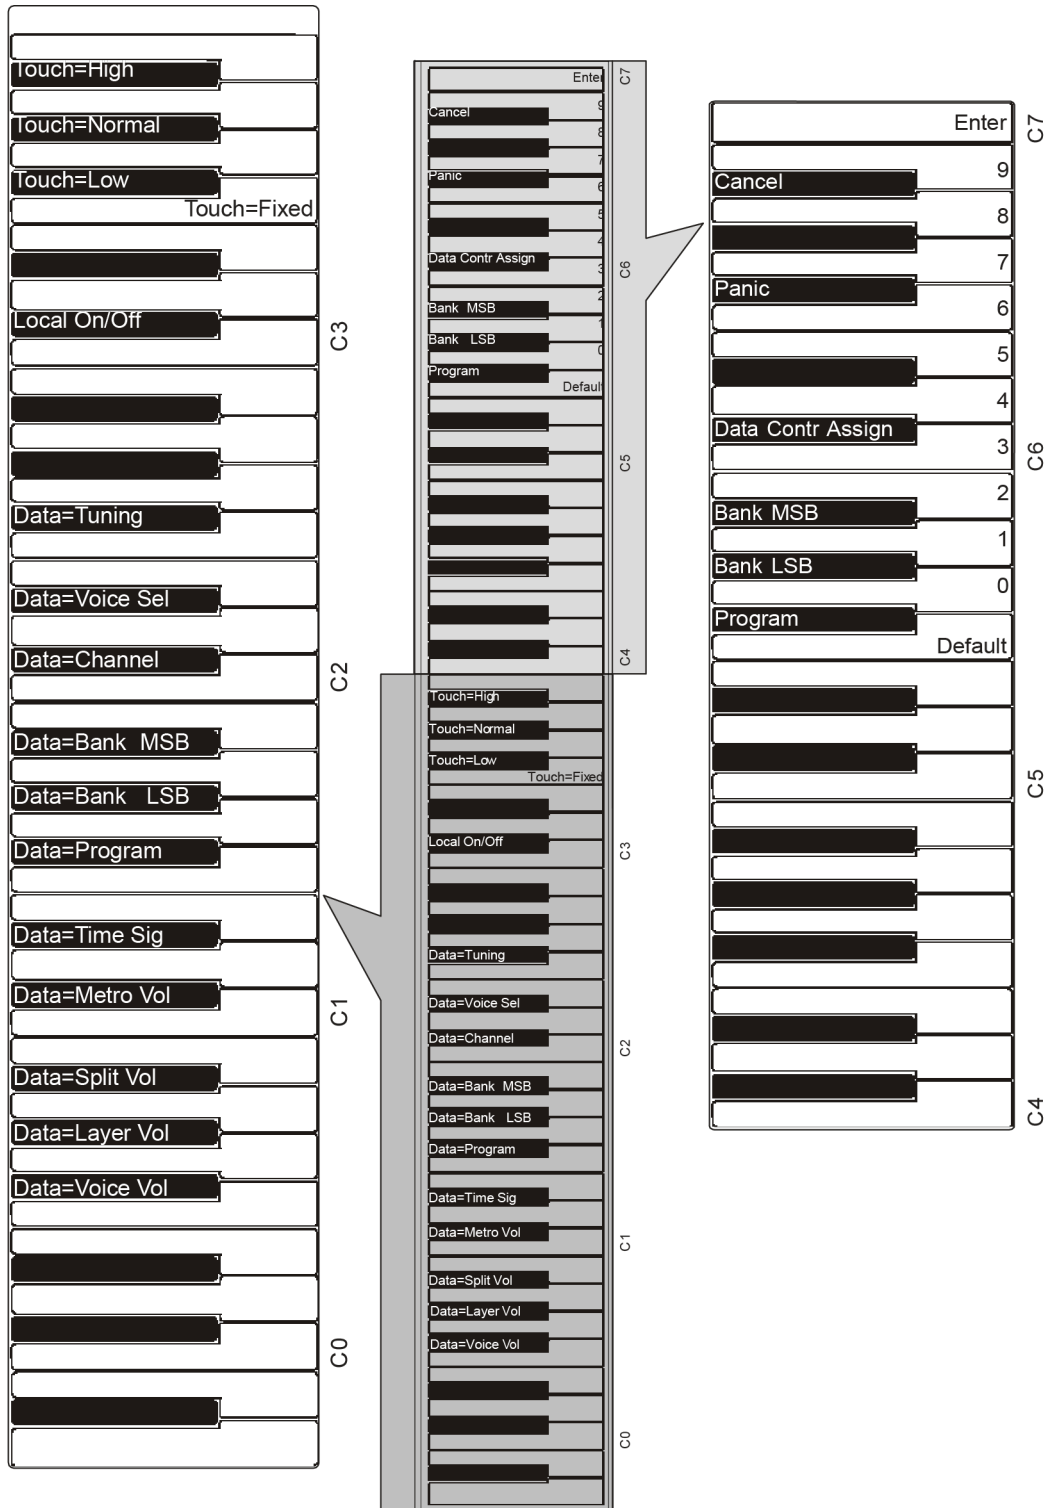 Touch=High
Touch=Normal
Touch=Low
Touch=Fixed
Local On/Off
C3
Data=Tuning
Data=Voice Sel
Data=Channel
C2
Data=Bank MSB
Data=Bank LSB
Data=Program
Data=Time Sig
Data=Metro Vol
C1
Data=Split Vol
Data=Layer Vol
Data=Voice Vol
C0
Enter
C7
9
Cancel
8
7
Panic
6
5
4
Data Contr Assign
3
C6
2
Bank MSB
1
Bank LSB
0
Program
Default
C5
C4
Touch=High
Touch=Normal
Touch=Low
Touch=Fixed
Local On/Off
C3
Data=Tuning
Data=Voice Sel
Data=Channel
C2
Data=Bank MSB
Data=Bank LSB
Data=Program
Data=Time Sig
Data=Metro Vol
C1
Data=Split Vol
Data=Layer Vol
Data=Voice Vol
C0
Enter
C7
9
Cancel
8
7
Panic
6
5
4
Data Contr Assign
3
C6
2
Bank MSB
1
Bank LSB
0
Program
Default
C5
C4